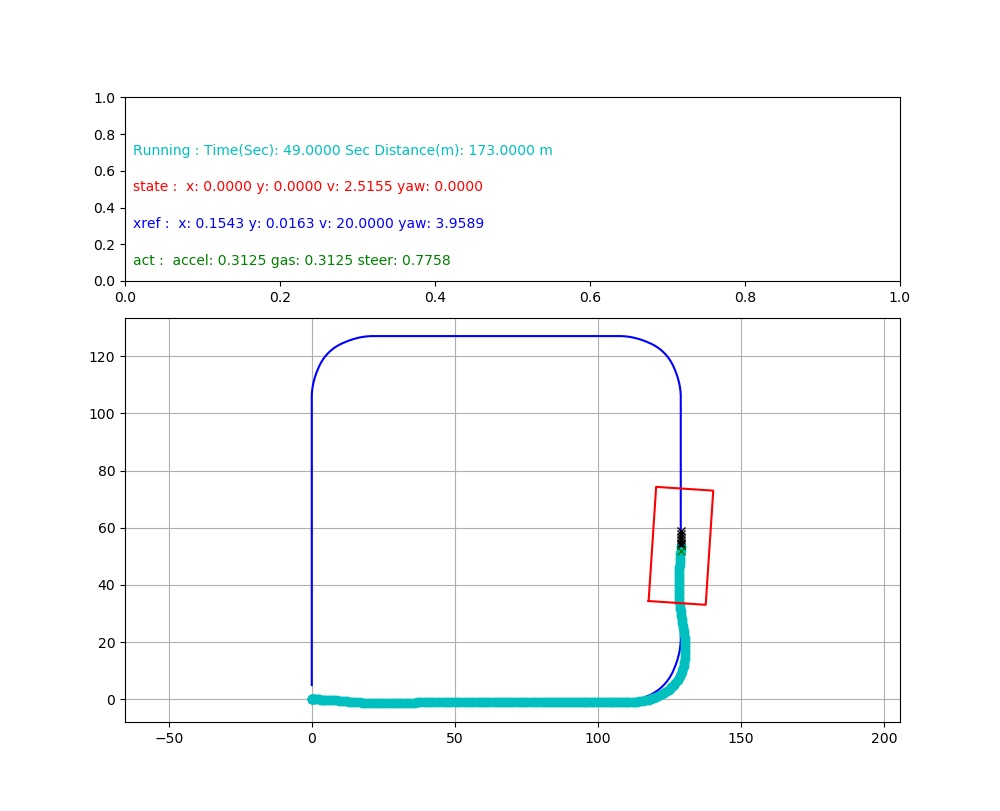 1.0
0.8
Running : Time(Sec): 49.0000 Sec Distance(m): 173.0000 m
0.6
state :  x: 0.0000 y: 0.0000 v: 2.5155 yaw: 0.0000
0.4
xref :  x: 0.1543 y: 0.0163 v: 20.0000 yaw: 3.9589
0.2
act :  accel: 0.3125 gas: 0.3125 steer: 0.7758
0.0
0.0 0.2 0.4 0.6 0.8 1.0
120
100
80
60
40
20
0
−50 0 50 100 150 200